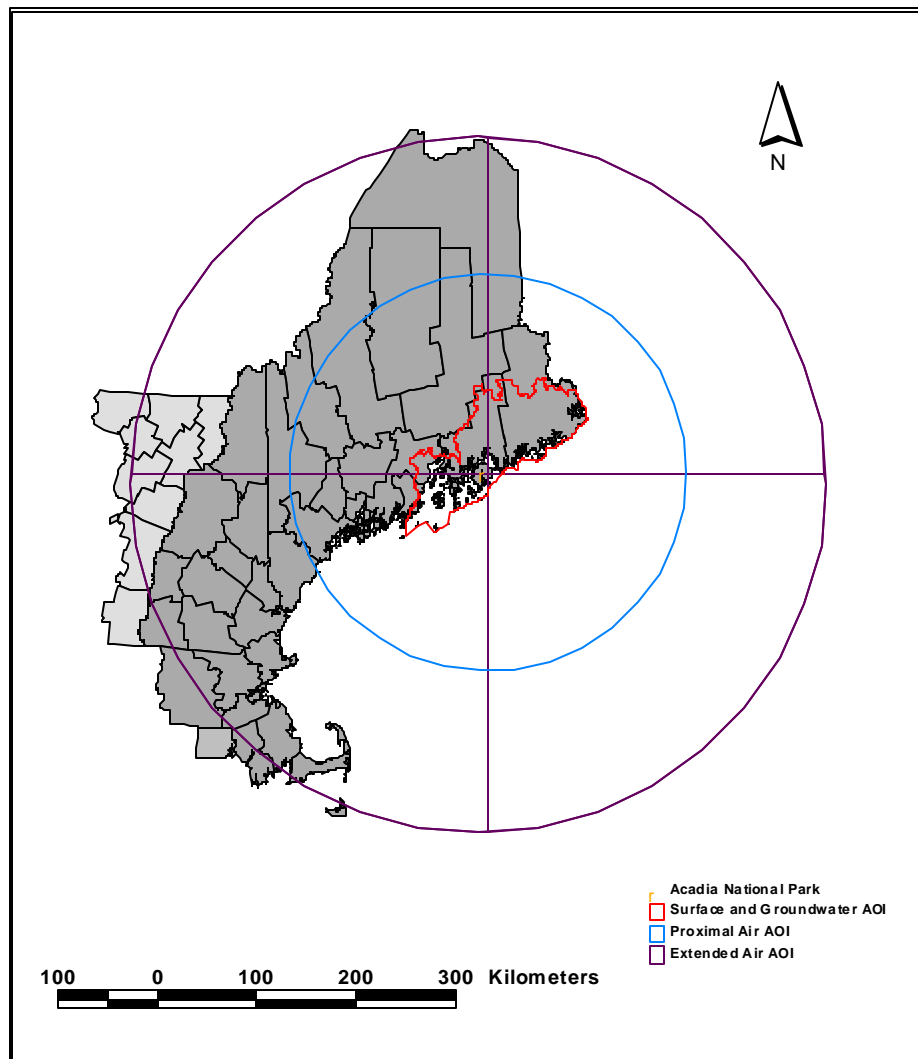 N
Acadia National Park
Surface and Groundwater AOI
Proximal Air AOI
Extended Air AOI
100 0 100 200 300 Kilometers